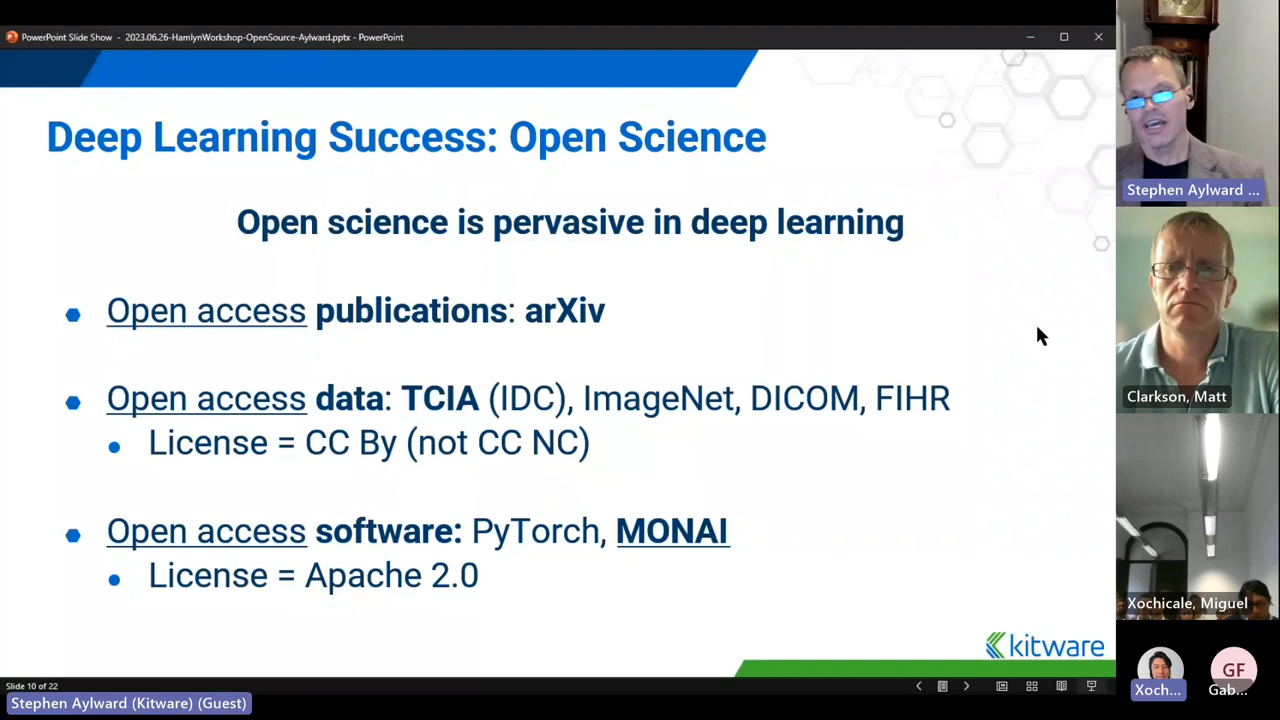 PowerPoint Slide Show - 2023.06.26-HamlynWorkshop-OpenSource-Aylward.pptx - PowerPoint
Deep Learning Success: Open Science
Open science is pervasive in deep learning
Open access publications: arXiv
Open access data: TCIA (IDC), ImageNet, DICOM, FIHR
License = CC By (not CC NC)
Open access software: PyTorch, MONAI
License = Apache 2.0
kitware
Slide 10 of 22
Stephen Aylward (Kitware) (Guest)
Stephen Aylward ...
Clarkson, Matt
Xochicale, Miguel
Xoch...
GF
Gab...